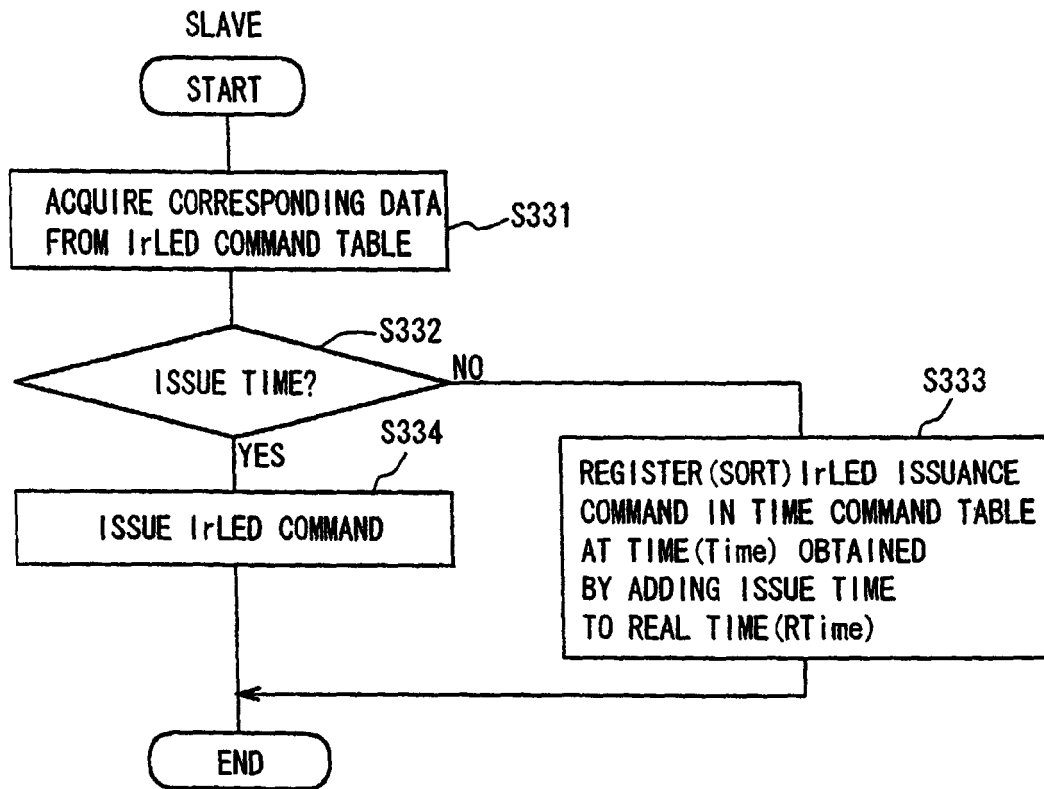 SLAVE
START
ACQUIRE CORRESPONDING DATA
FROM IrLED COMMAND TABLE
S331
S332
ISSUE TIME?
NO
YES
S333
REGISTER(SORT)IrLED ISSUANCE
COMMAND IN TIME COMMAND TABLE
AT TIME(Time) OBTAINED
BY ADDING ISSUE TIME
TO REAL TIME(RTime)
S334
ISSUE IrLED COMMAND
END